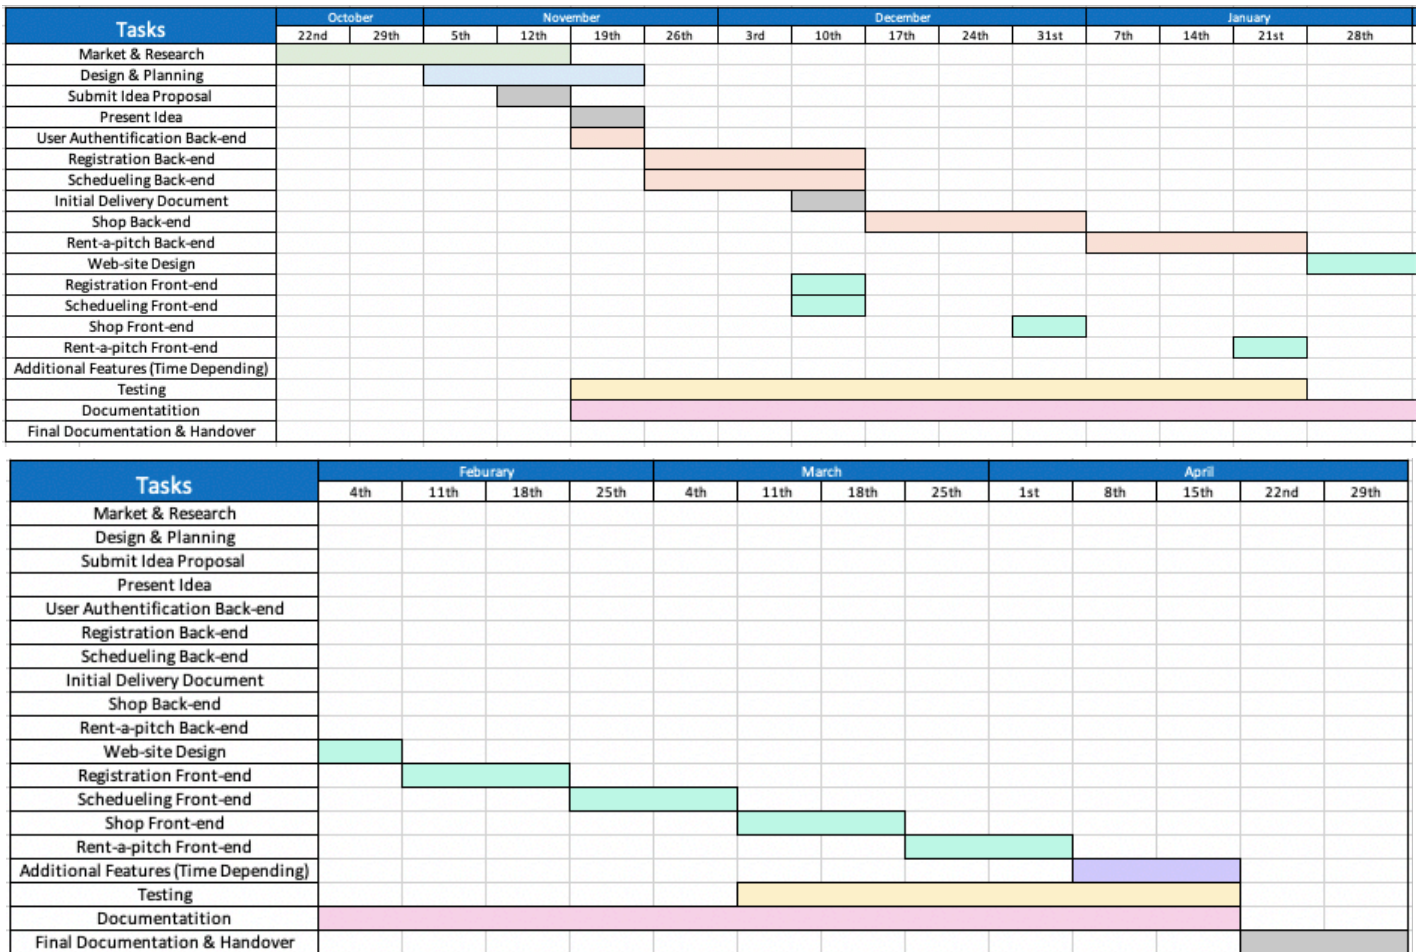 Tasks
October November December January
22nd 29th 5th 12th 19th 26th 3rd 10th 17th 24th 31st 7th 14th 21st 28th
Market & Research
Design & Planning
Submit Idea Proposal
Present Idea
User Authentification Back-end
Registration Back-end
Schedueling Back-end
Initial Delivery Document
Shop Back-end
Rent-a-pitch Back-end
Web-site Design
Registration Front-end
Schedueling Front-end
Shop Front-end
Rent-a-pitch Front-end
Additional Features (Time Depending)
Testing
Documentatition
Final Documentation & Handover
Tasks
Feburary March April
4th 11th 18th 25th 4th 11th 18th 25th 1st 8th 15th 22nd 29th
Market & Research
Design & Planning
Submit Idea Proposal
Present Idea
User Authentification Back-end
Registration Back-end
Schedueling Back-end
Initial Delivery Document
Shop Back-end
Rent-a-pitch Back-end
Web-site Design
Registration Front-end
Schedueling Front-end
Shop Front-end
Rent-a-pitch Front-end
Additional Features (Time Depending)
Testing
Documentatition
Final Documentation & Handover